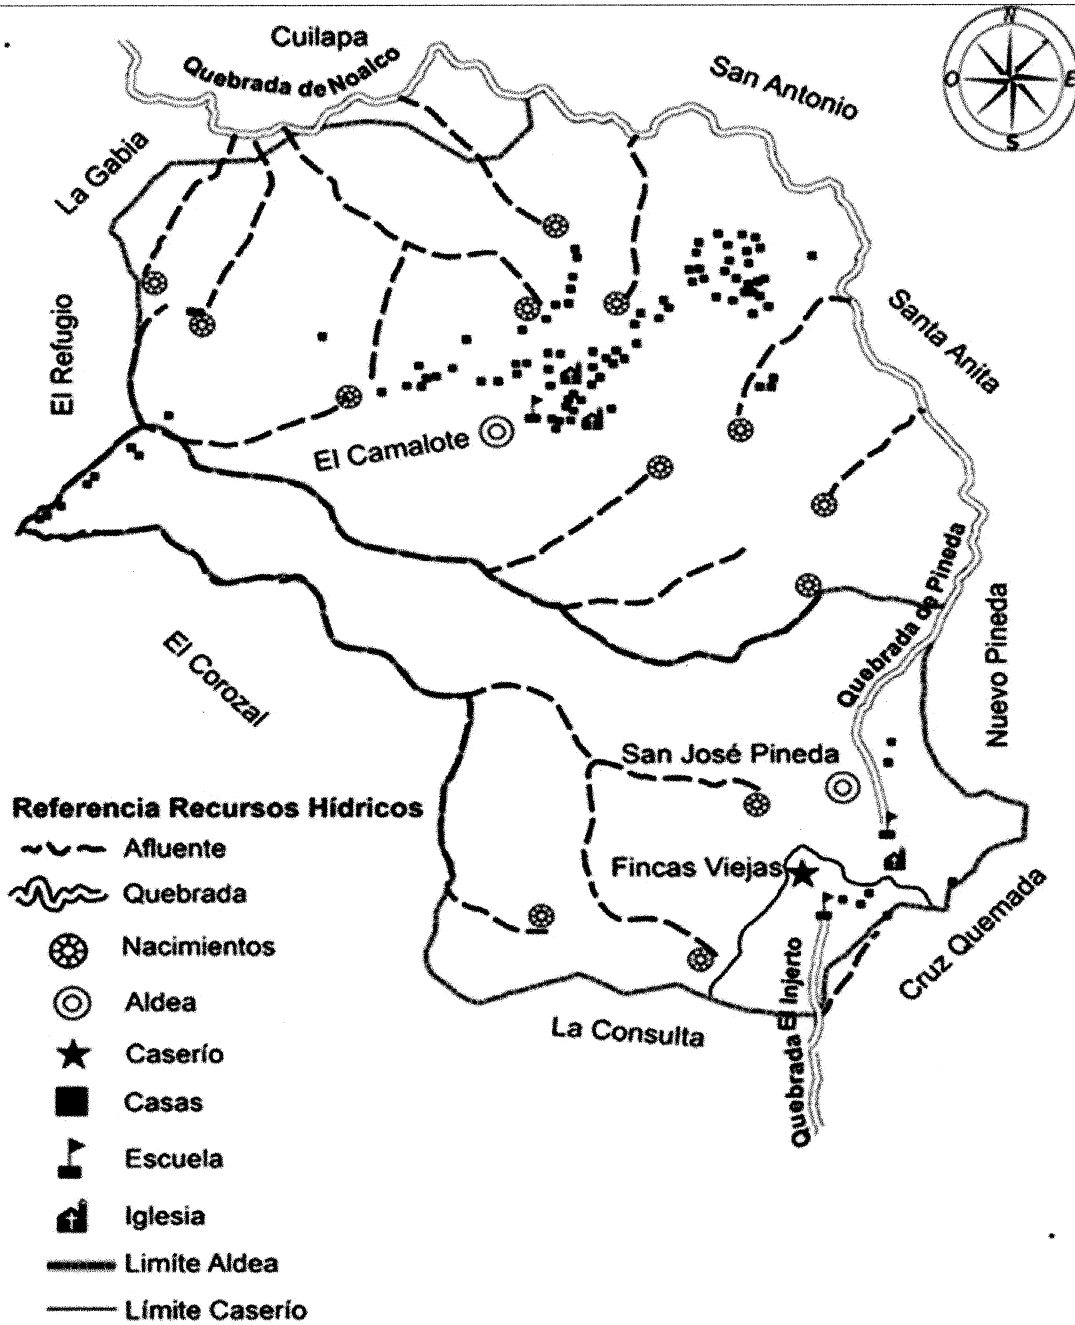 Cuilapa
Quebrada de Noalco
San Antonio
N
O
E
S
La Gabia
El Refugio
Santa Anita
El Camalote
Quebrada de Pineda
Nuevo Pineda
El Corozal
San José Pineda
Fincas Viejas
Cruz Quemada
La Consulta
Quebrada El Injerto
Referencia Recursos Hídricos
Afluente
Quebrada
Nacimientos
Aldea
Caserío
Casas
Escuela
Iglesia
Limíte Aldea
Límite Caserío